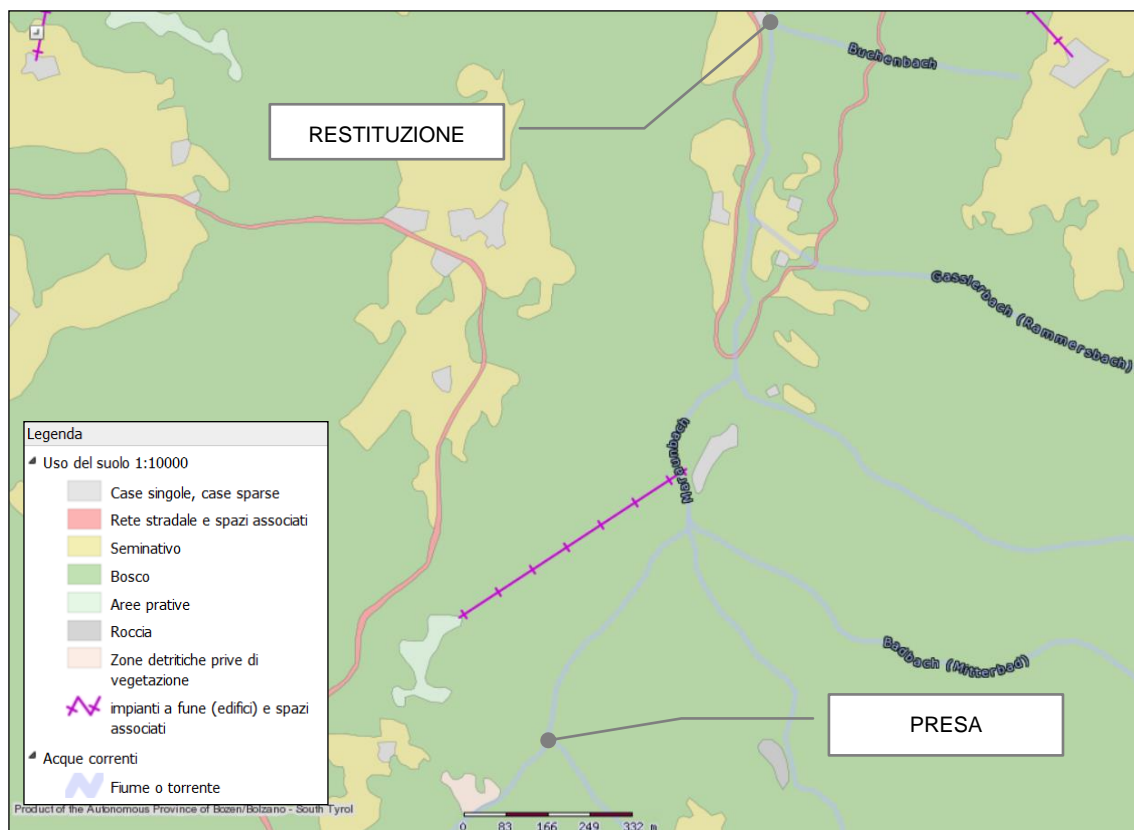 Buchenbach
RESTITUZIONE
Gasslerbach (Rammersbach)
Maraunbach
Legenda
Uso del suolo 1:10000
Case singole, case sparse
Rete stradale e spazi associati
Seminativo
Bosco
Aree prative
Roccia
Zone detritiche prive di
vegetazione
impianti a fune (edifici) e spazi
associati
Acque correnti
Fiume o torrente
Badbach (Mitterbad)
PRESA
Product of the Autonomous Province of Bozen/Bolzano - South Tyrol
0 83 166 249 332 m